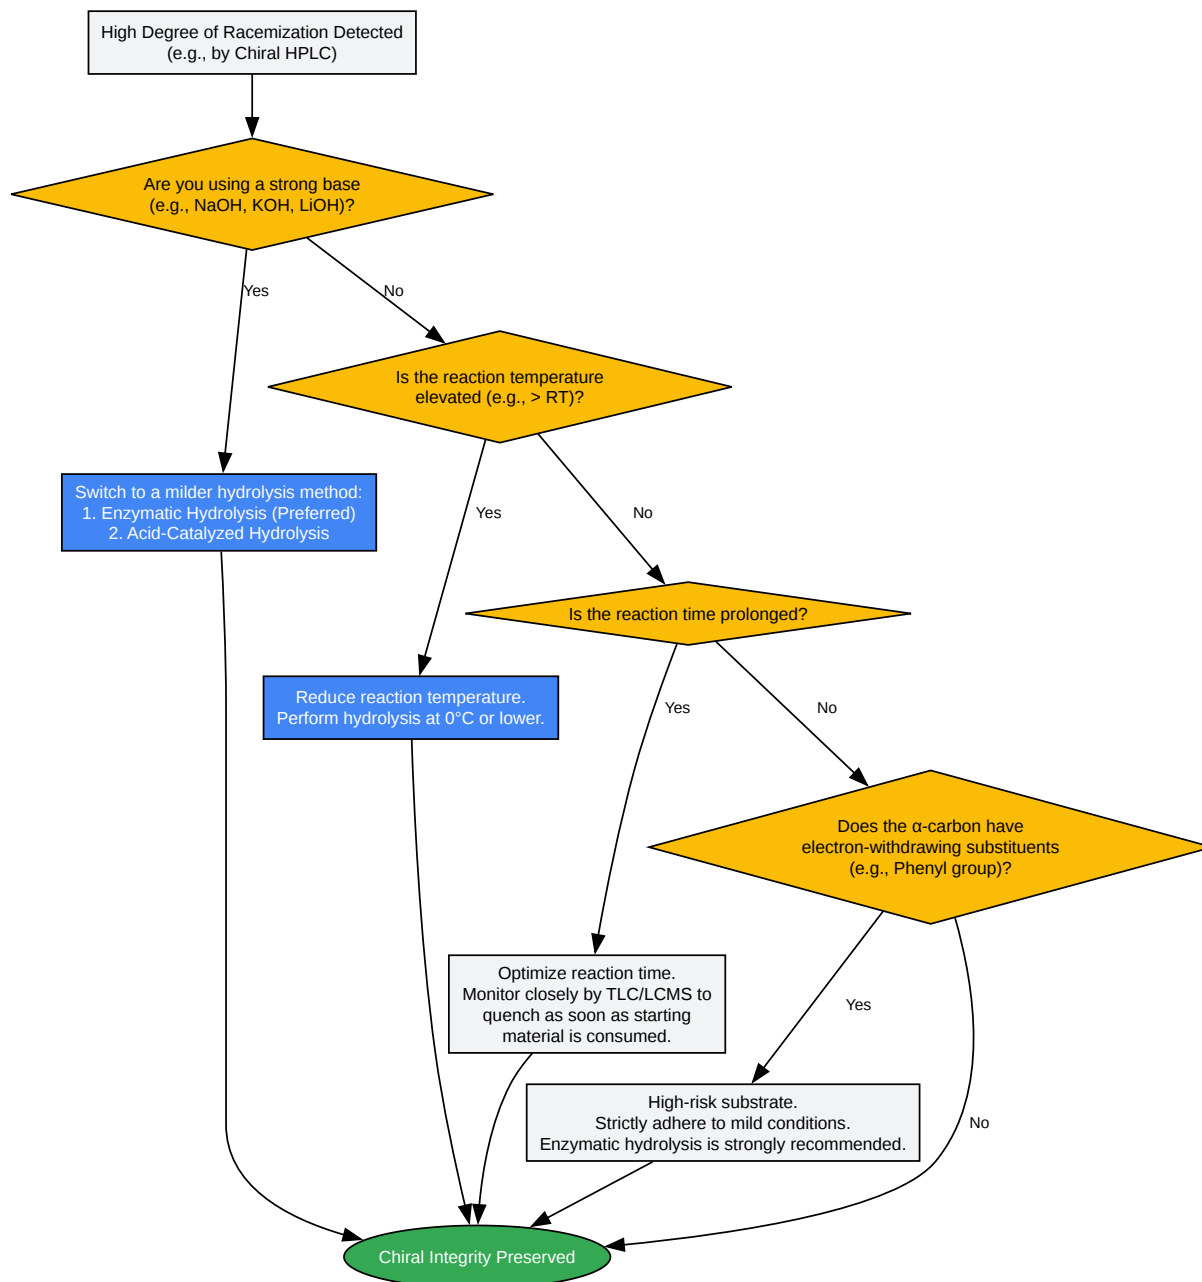 High Degree of Racemization Detected
(e.g., by Chiral HPLC)
Are you using a strong base
(e.g., NaOH, KOH, LiOH)?
Yes
No
Is the reaction temperature
elevated (e.g., > RT)?
Switch to a milder hydrolysis method:
1. Enzymatic Hydrolysis (Preferred)
2. Acid-Catalyzed Hydrolysis
Yes
No
Is the reaction time prolonged?
Reduce reaction temperature.
Perform hydrolysis at 0°C or lower.
Yes
No
Does the α-carbon have
electron-withdrawing substituents
(e.g., Phenyl group)?
Optimize reaction time.
Monitor closely by TLC/LCMS to
quench as soon as starting
material is consumed.
Yes
No
High-risk substrate.
Strictly adhere to mild conditions.
Enzymatic hydrolysis is strongly recommended.
Chiral Integrity Preserved